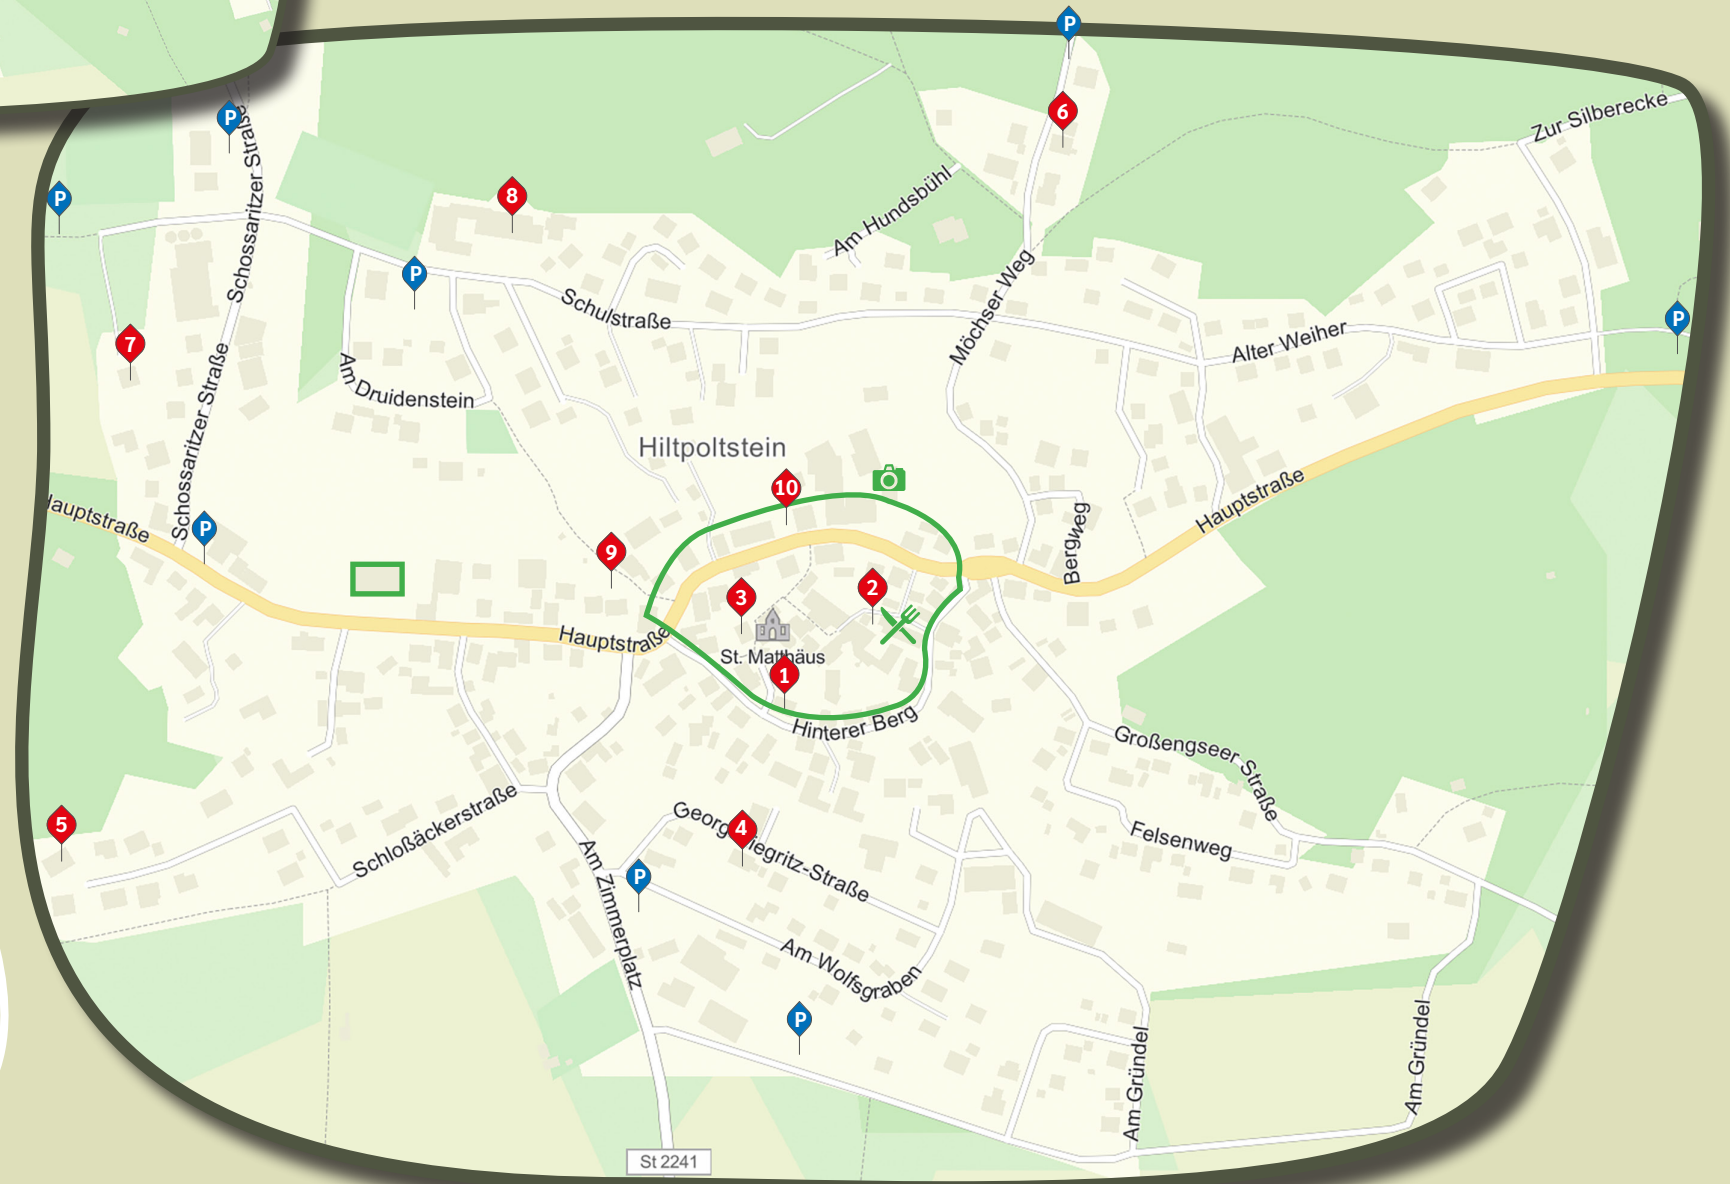 P
6
Zur Silberecke
P
Schossaritzer Straße
P
8
Am Hundsbühl
P
Möchser Weg
Schulstraße
P
7
Alter Weiher
Am Druidenstein
Schossaritzer Straße
Hiltpoltstein
10
Hauptstraße
Hauptstraße
P
Bergweg
9
3
2
Hauptstraße
St. Matthäus
1
Hinterer Berg
Großengseer Straße
5
Schloßäckerstraße
Georg-
4
iegritz-Straße
Felsenweg
P
Am Zimmerplatz
Am Wolfsgraben
P
Am Gründel
Am Gründel
St 2241